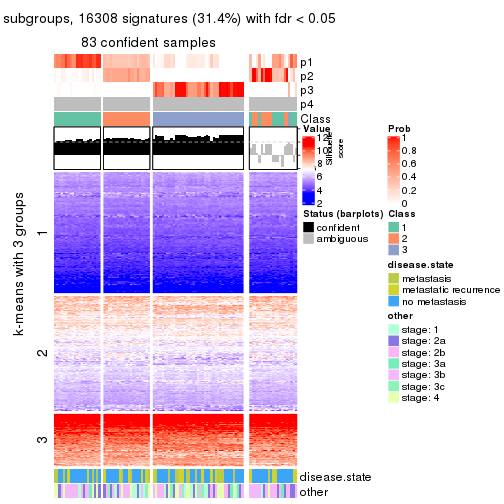 subgroups, 16308 signatures (31.4%) with fdr < 0.05
83 confident samples
p1
p2
p3
p4
Class
Silhouette
score
k-means with 3 groups
1
2
3
disease.state
other
Value
12
8
6
4
2
Status (barplots)
confident
ambiguous
Prob
1
0.8
0.6
0.4
0.2
0
Class
1
2
3
disease.state
metastasis
metastatic recurrence
no metastasis
other
stage: 1
stage: 2a
stage: 2b
stage: 3a
stage: 3b
stage: 3c
stage: 4